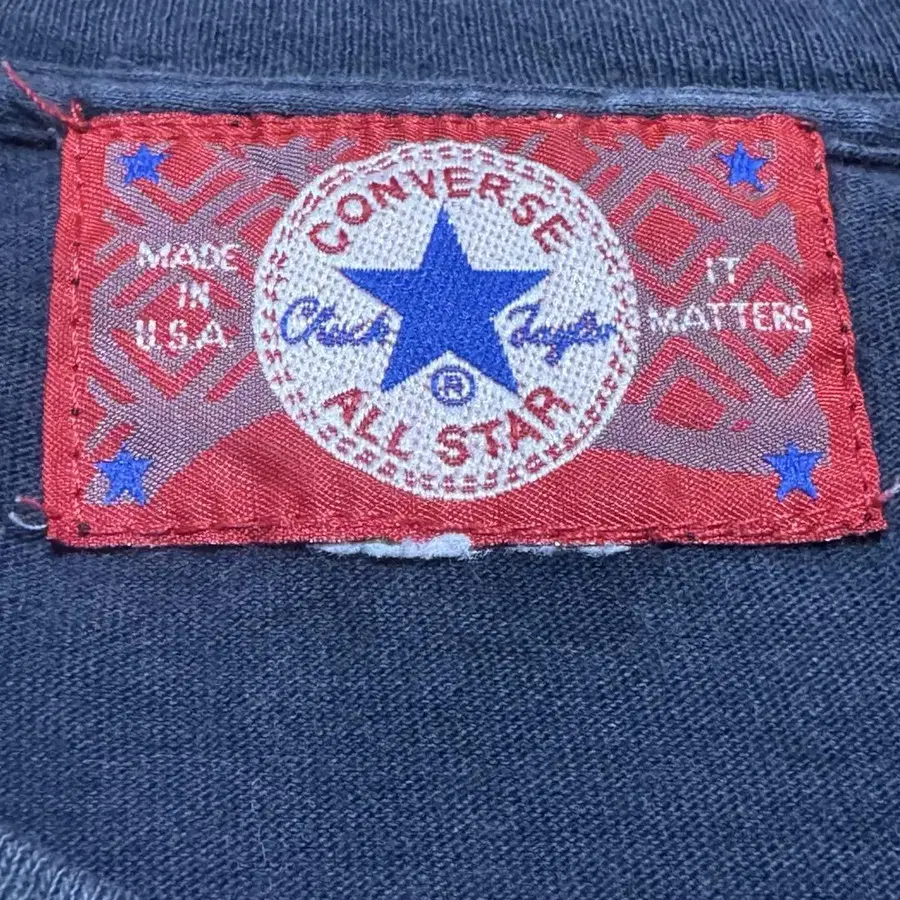 MADE
IN
U.S.A.
CONVERSE
Chuck Taylor
®
ALL STAR
IT
MATTERS